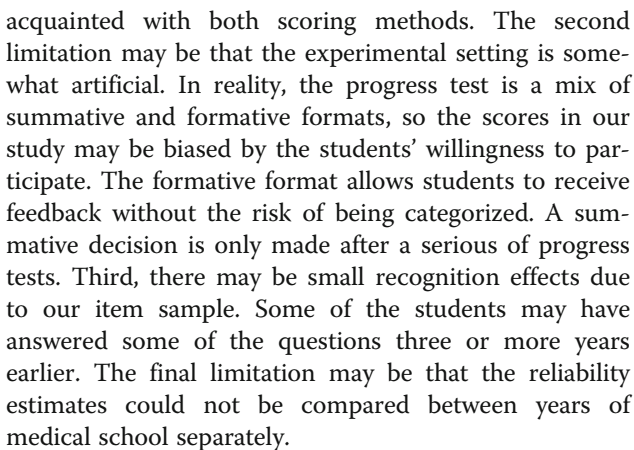 acquainted with both scoring methods. The second
limitation may be that the experimental setting is some-
what artificial. In reality, the progress test is a mix of
summative and formative formats, so the scores in our
study may be biased by the students' willingness to par-
ticipate. The formative format allows students to receive
feedback without the risk of being categorized. A sum-
mative decision is only made after a serious of progress
tests. Third, there may be small recognition effects due
to our item sample. Some of the students may have
answered some of the questions three or more years
earlier. The final limitation may be that the reliability
estimates could not be compared between years of
medical school separately.